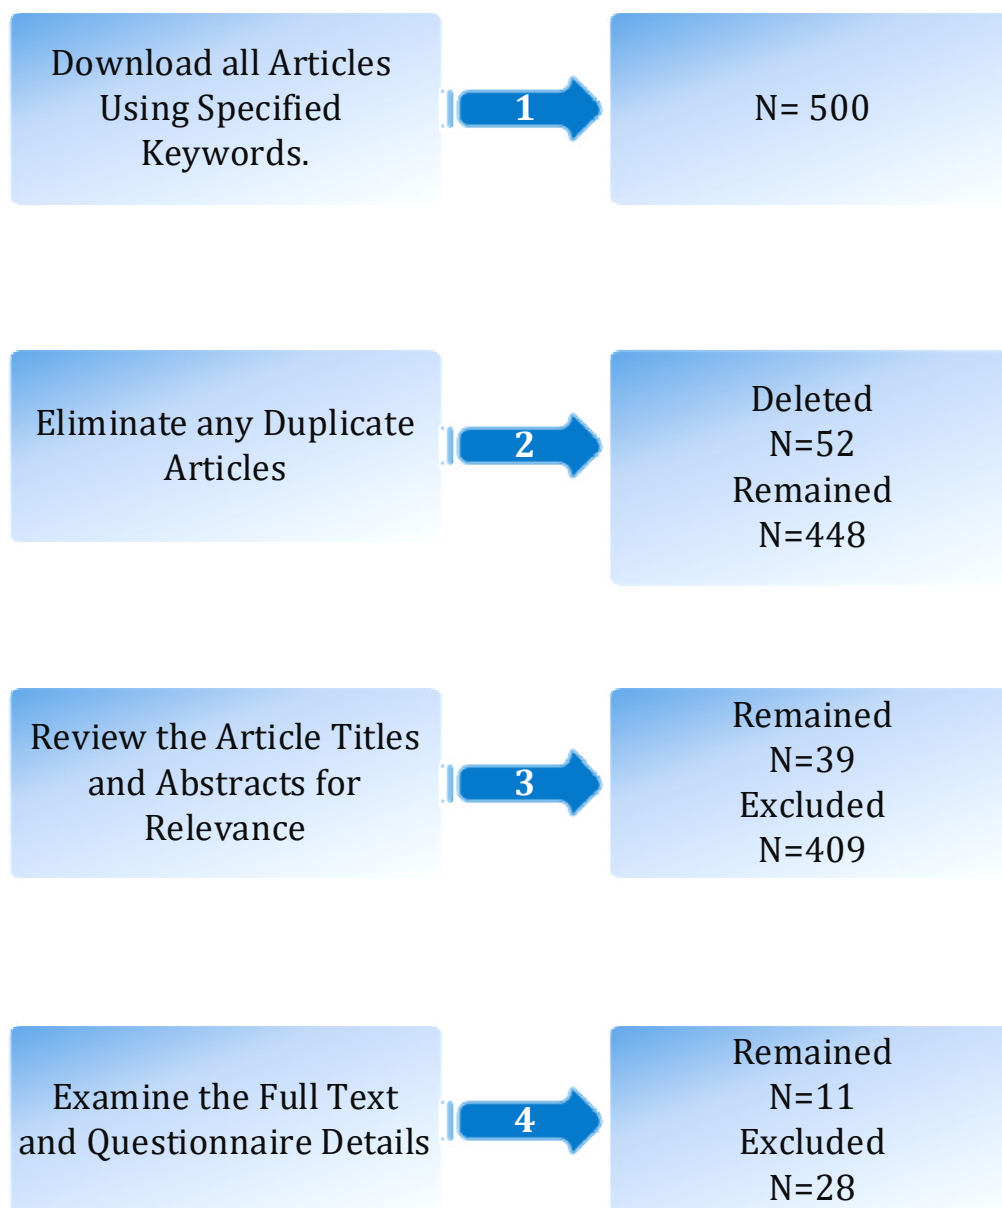 Download all Articles
Using Specified
Keywords.
1
N= 500
Eliminate any Duplicate
Articles
2
Deleted
N=52
Remained
N=448
Review the Article Titles
and Abstracts for
Relevance
3
Remained
N=39
Excluded
N=409
Examine the Full Text
and Questionnaire Details
4
Remained
N=11
Excluded
N=28